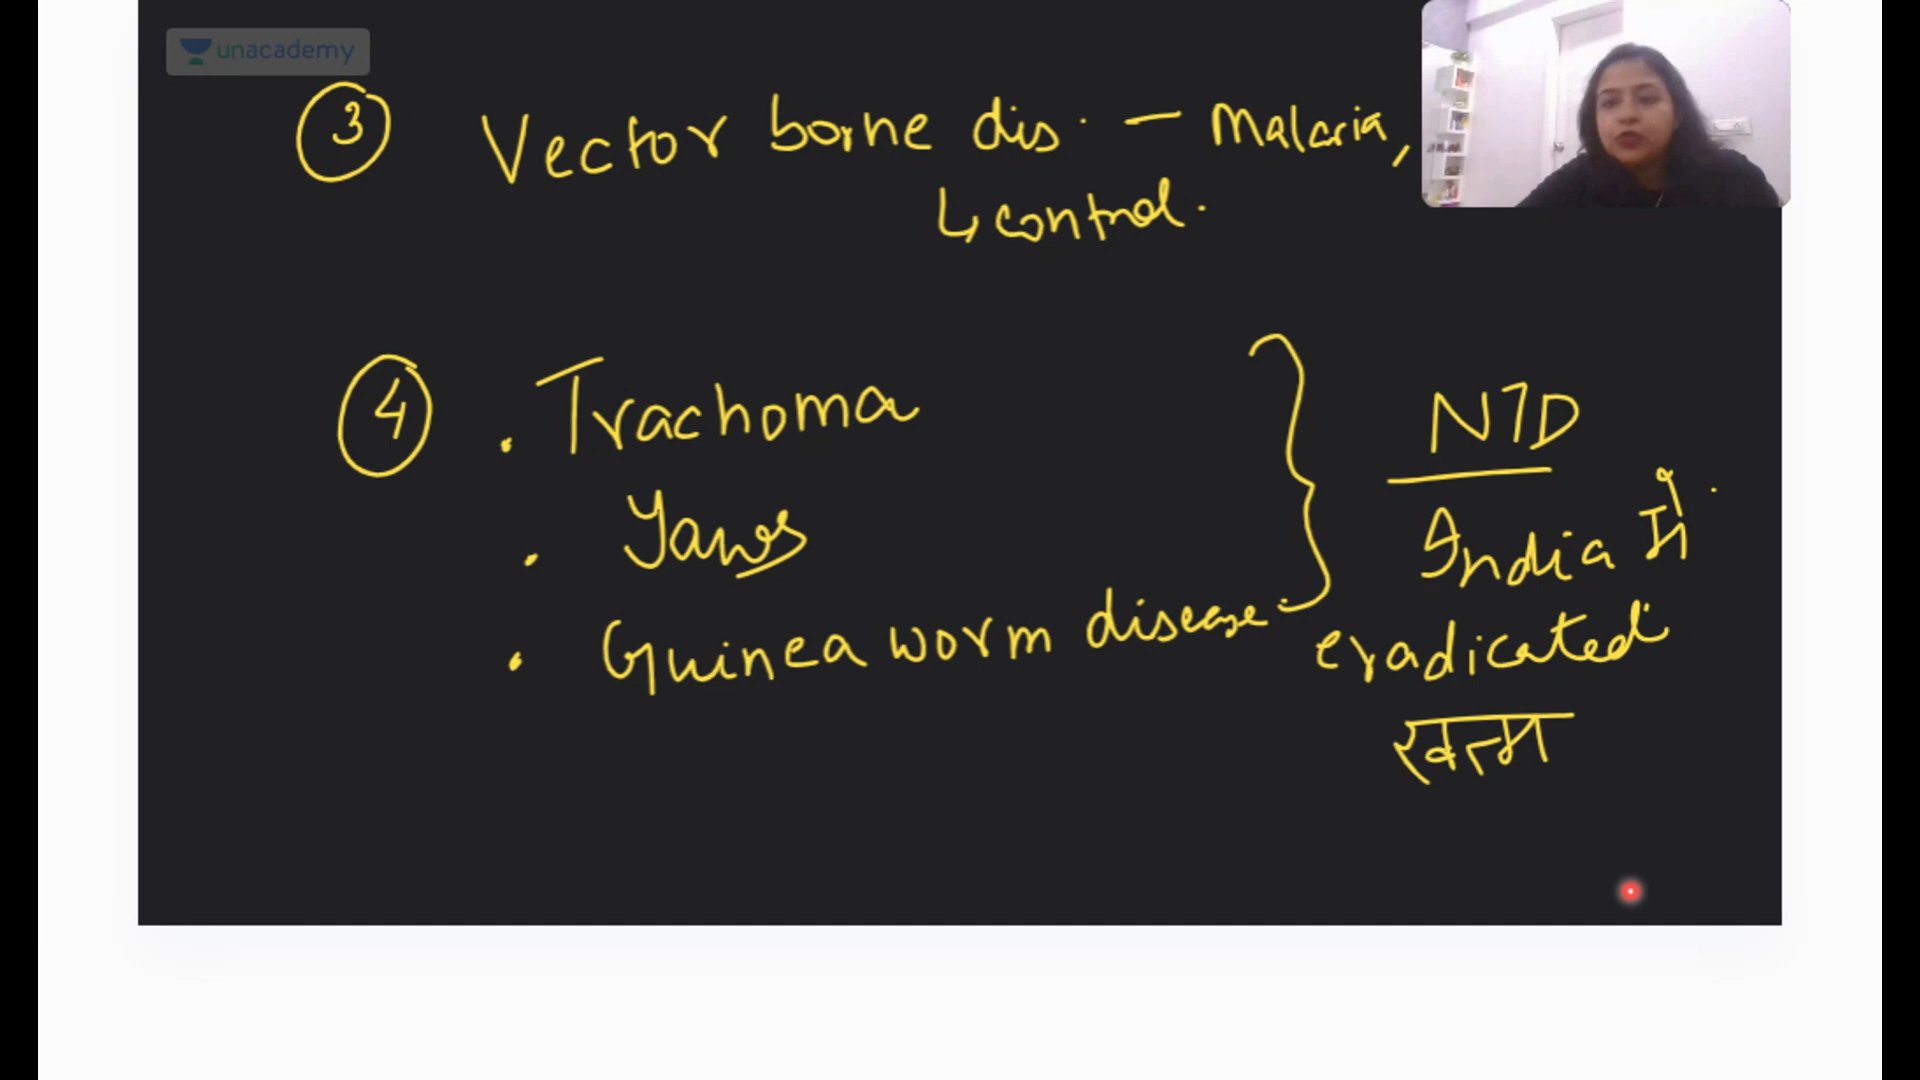 unacademy
3 Vector borne dis. — Malaria,
↳ control.
4 . Trachoma
. Yaws
. Guinea worm disease.
NTD
India में.
eradicated
खत्म